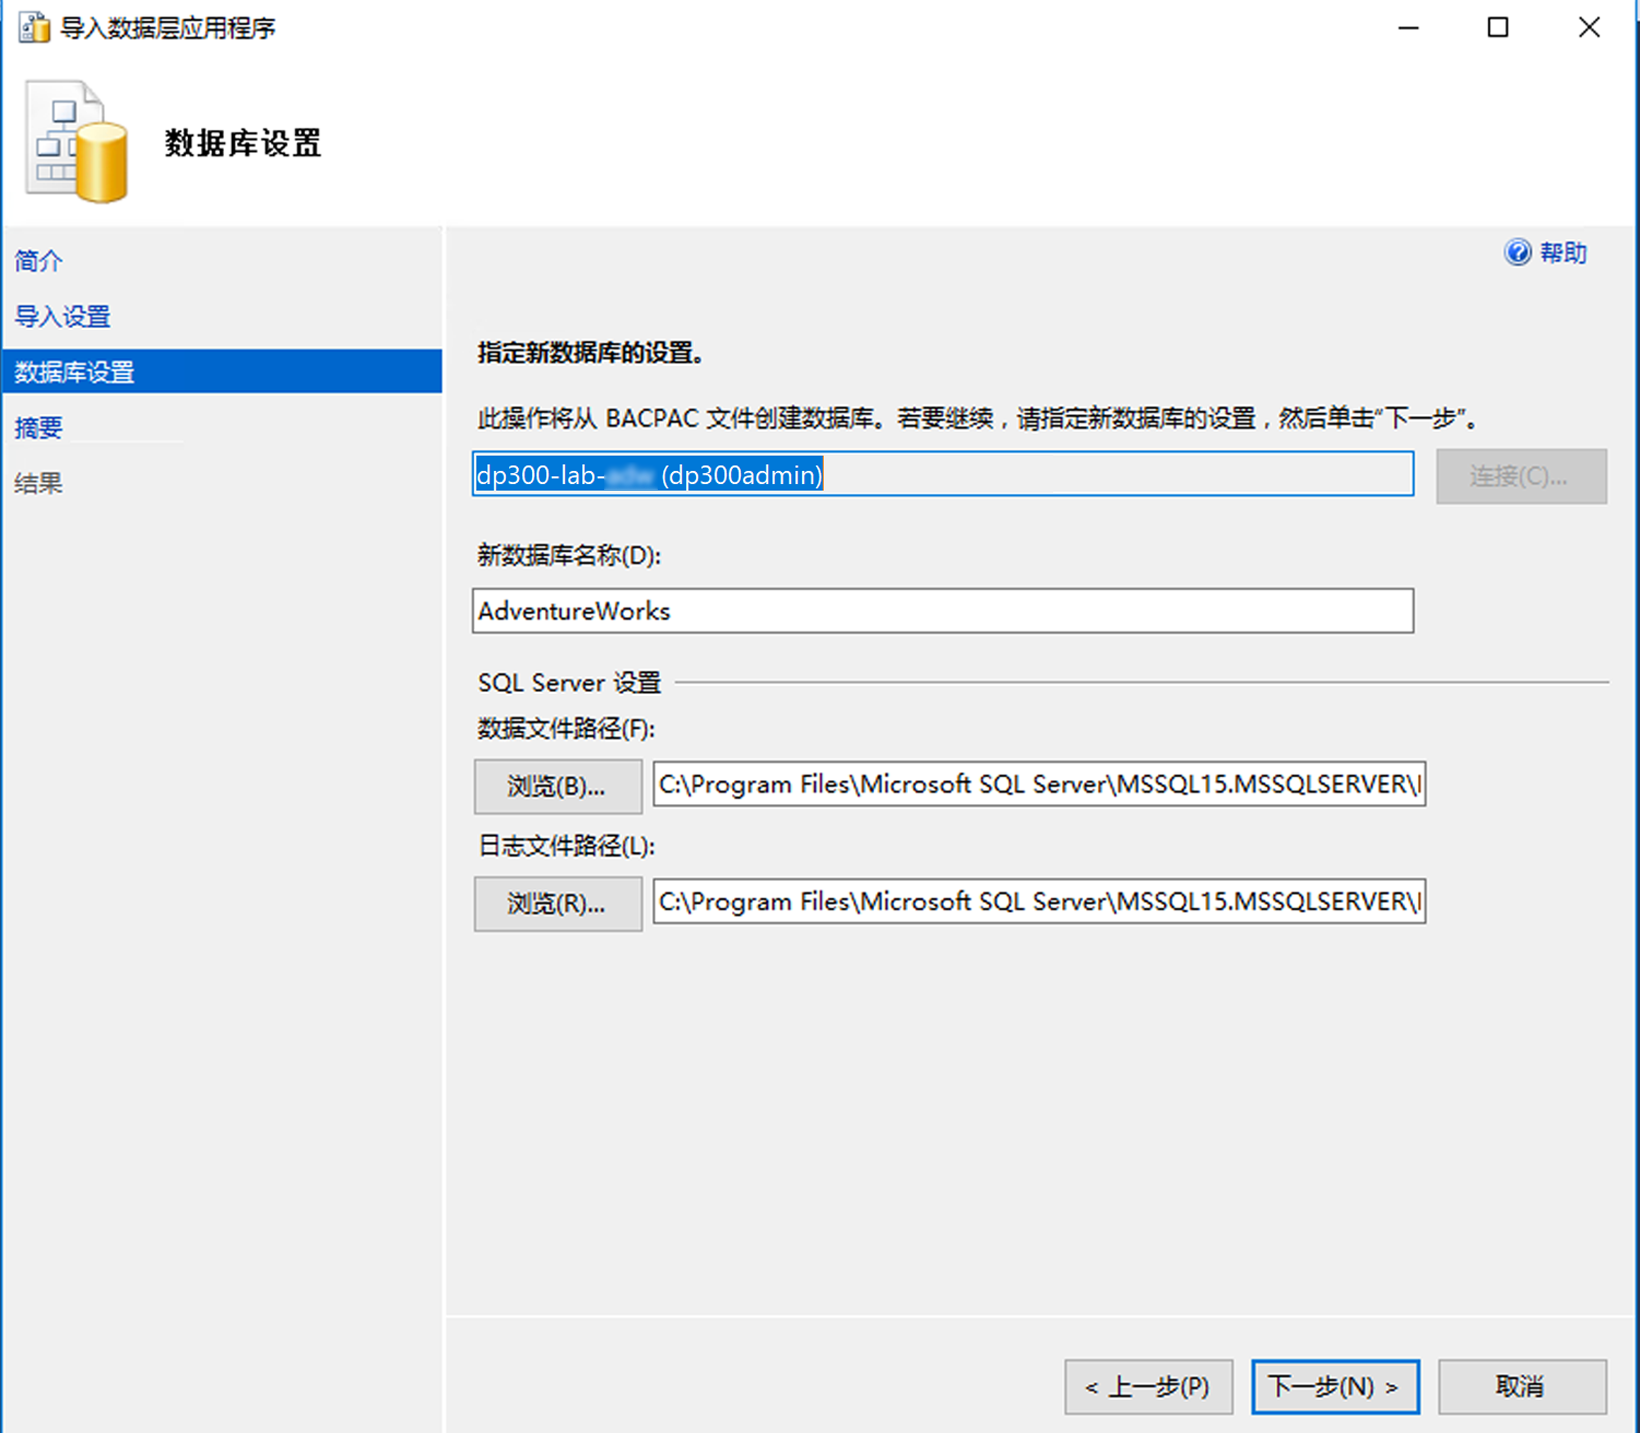 导入数据层应用程序
数据库设置
简介
导入设置
数据库设置
摘要
结果
帮助
指定新数据库的设置。
此操作将从 BACPAC 文件创建数据库。若要继续，请指定新数据库的设置，然后单击“下一步”。
dp300-lab- (dp300admin)
连接(C)...
新数据库名称(D):
AdventureWorks
SQL Server 设置
数据文件路径(F):
浏览(B)...
C:\Program Files\Microsoft SQL Server\MSSQL15.MSSQLSERVER\
日志文件路径(L):
浏览(R)...
C:\Program Files\Microsoft SQL Server\MSSQL15.MSSQLSERVER\
< 上一步(P)
下一步(N) >
取消